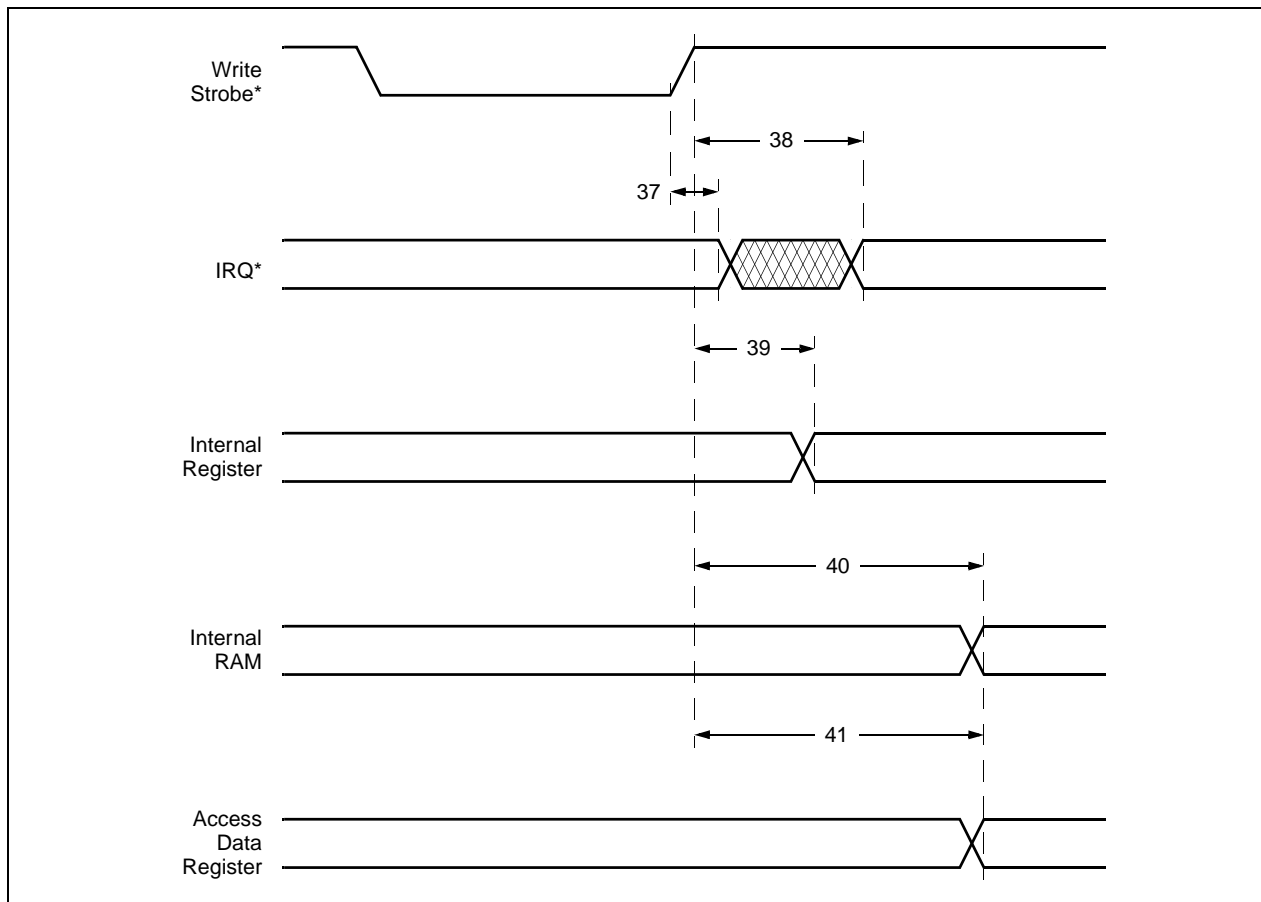 Write
Strobe*
38
37
IRQ*
39
Internal
Register
40
Internal
RAM
41
Access
Data
Register